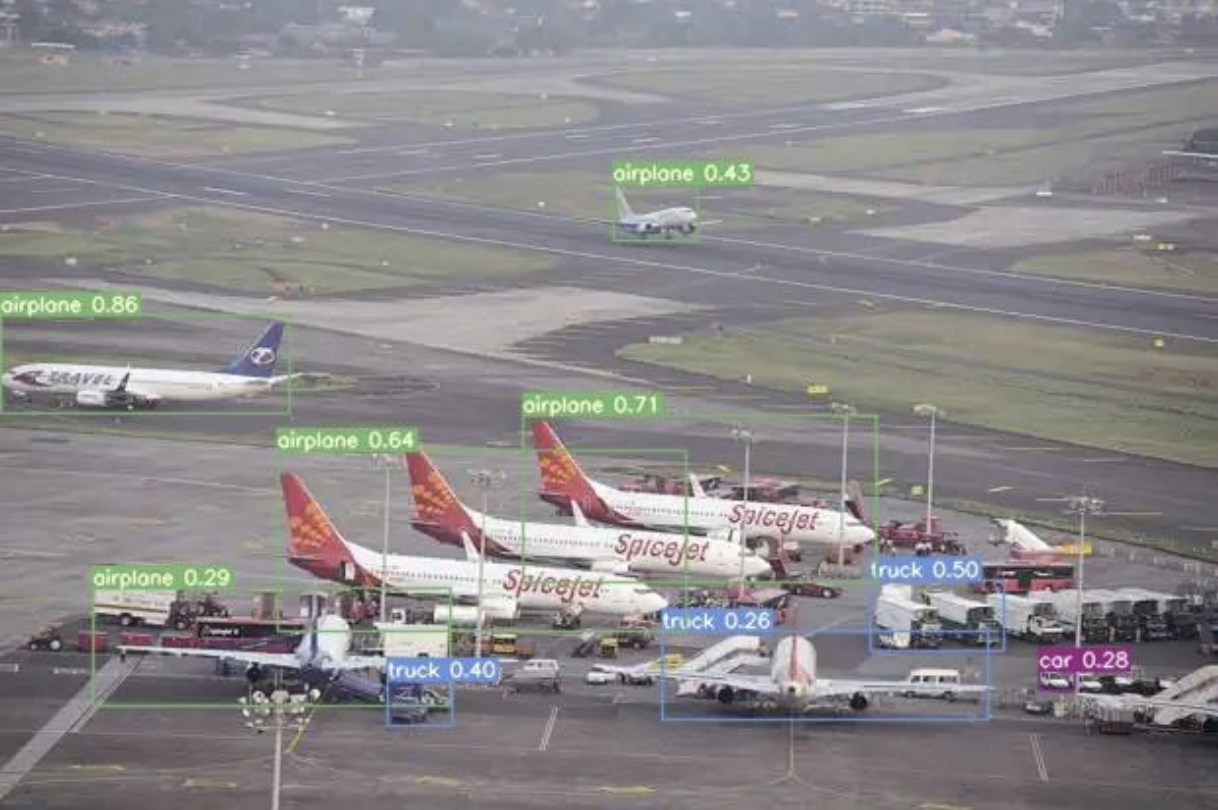 airplane 0.43
airplane 0.86
TRAVEL
airplane 0.71
airplane 0.64
SpiceJet
SpiceJet
SpiceJet
truck 0.50
airplane 0.29
truck 0.26
car 0.28
truck 0.40